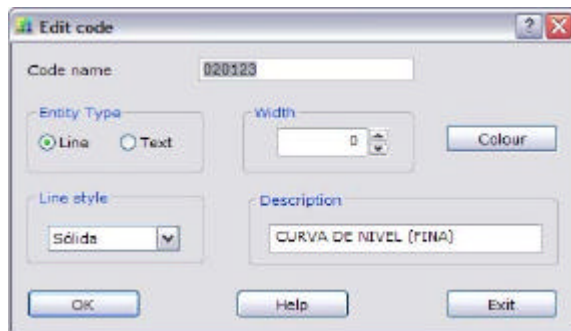 Edit code
Code name 020123
Entity Type Width
Line Text 0 Colour
Line style Description
Sólida CURVA DE NIVEL (FINA)
OK Help Exit